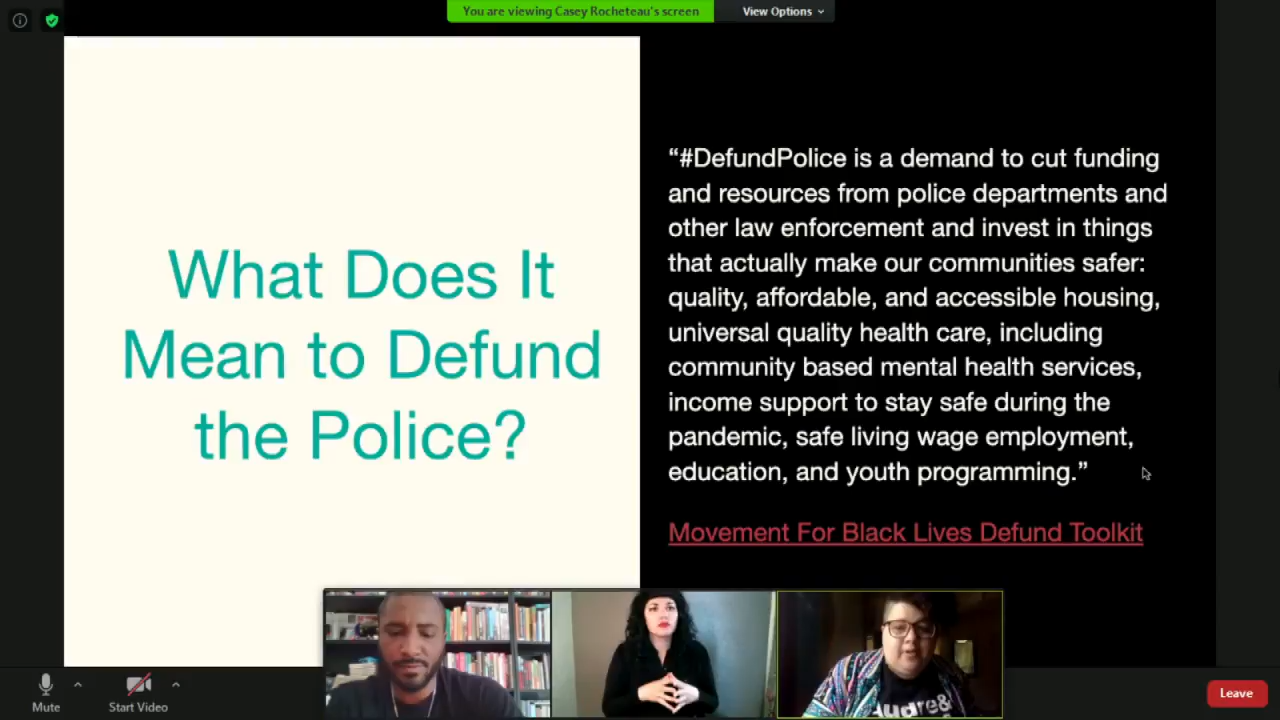 You are viewing Casey Rocheteau's screen
View Options
What Does It
Mean to Defund
the Police?
“#DefundPolice is a demand to cut funding
and resources from police departments and
other law enforcement and invest in things
that actually make our communities safer:
quality, affordable, and accessible housing,
universal quality health care, including
community based mental health services,
income support to stay safe during the
pandemic, safe living wage employment,
education, and youth programming.”
Movement For Black Lives Defund Toolkit
Audre&
Mute
Start Video
Leave